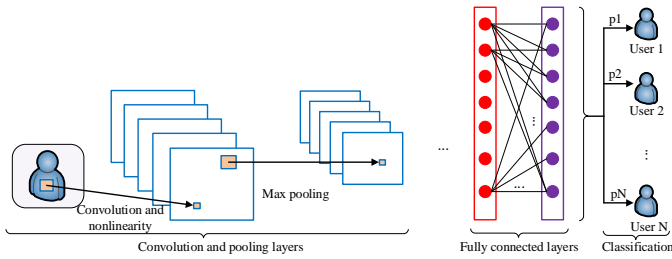 p1
User 1
p2
User 2
...
...
⋮
⋮
Max pooling
Convolution and
nonlinearity
...
pN
User N
Convolution and pooling layers
Fully connected layers
Classification